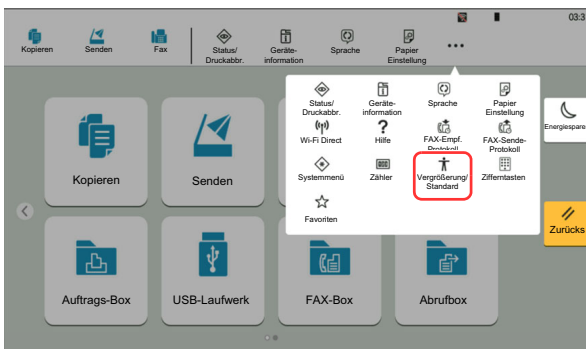 03:3
Kopieren
Senden
Fax
Status/
Druckabbr.
Geräte-
information
Sprache
Papier
Einstellung
Status/
Druckabbr.
Geräte-
information
Sprache
Papier
Einstellung
Wi-Fi Direct
Hilfe
FAX-Empf.
Protokoll
FAX-Sende-
Protokoll
Systemmenü
Zähler
Vergrößerung/
Standard
Zifferntasten
Favoriten
Energiespare
Zurücks
Kopieren
Senden
Auftrags-Box
USB-Laufwerk
FAX-Box
Abrufbox